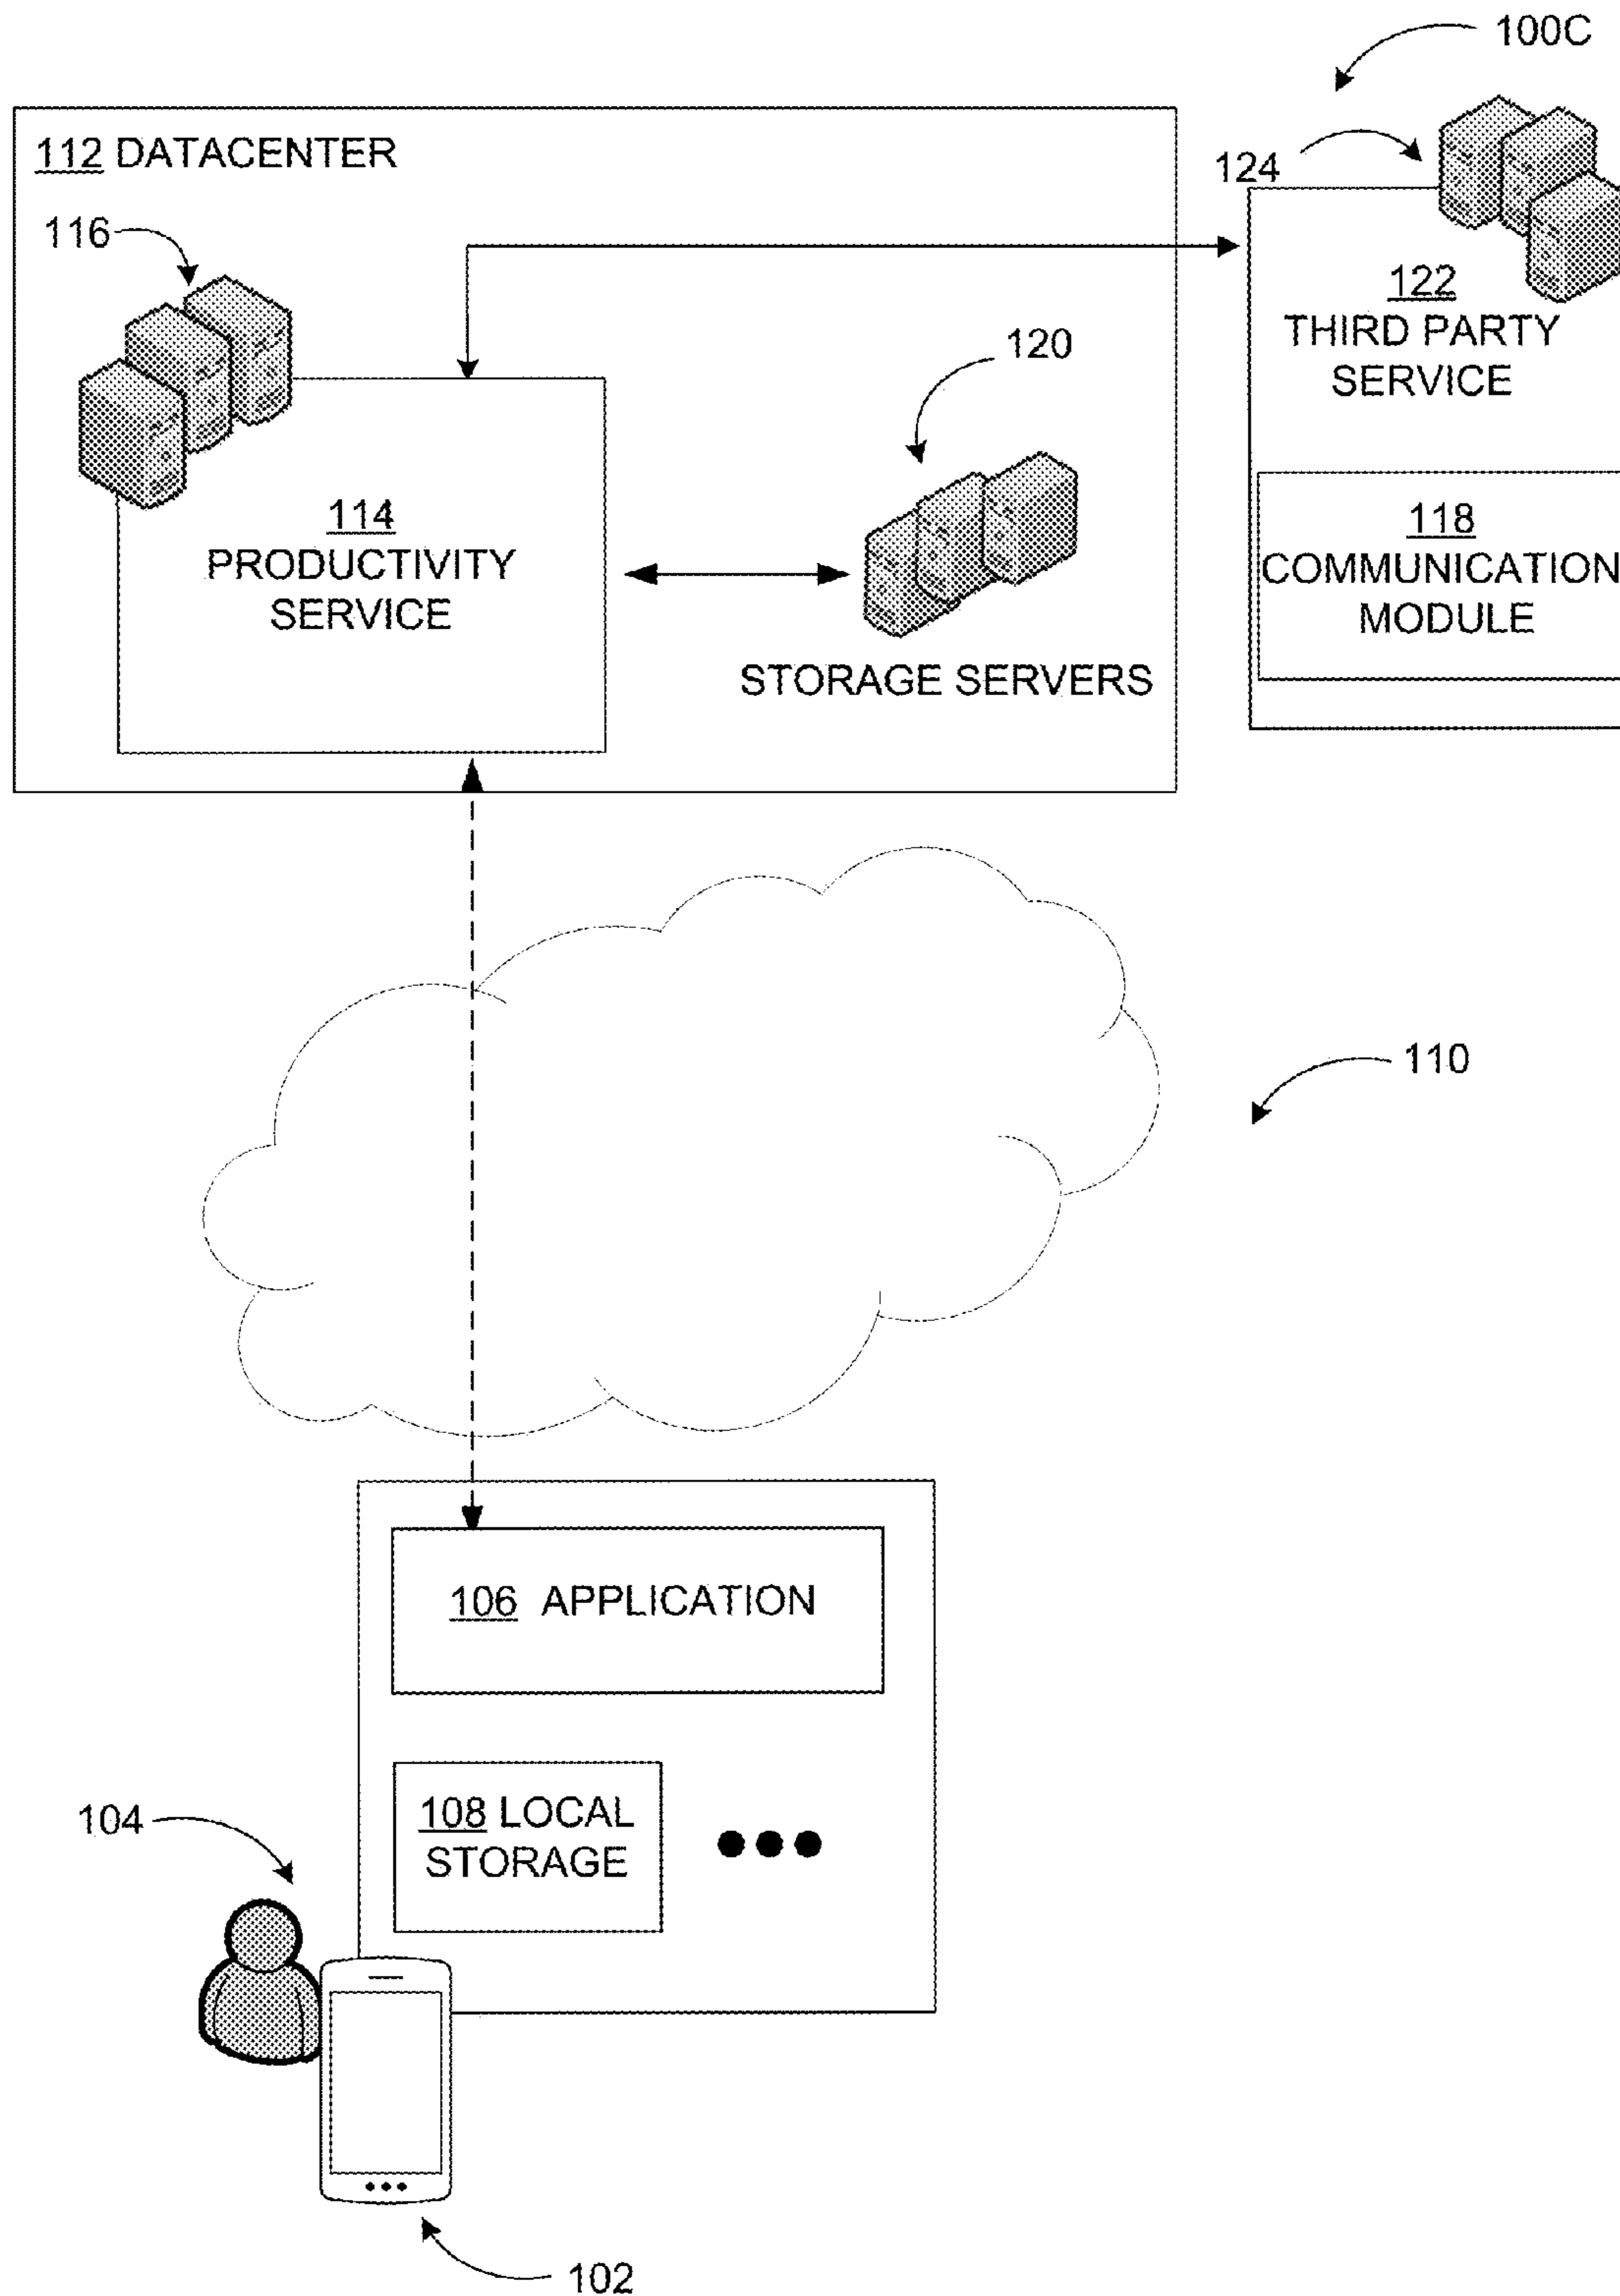 100C
112 DATACENTER
124
116
122
THIRD PARTY
SERVICE
120
114
PRODUCTIVITY
SERVICE
118
COMMUNICATION
MODULE
STORAGE SERVERS
110
106 APPLICATION
108 LOCAL
STORAGE
104
102